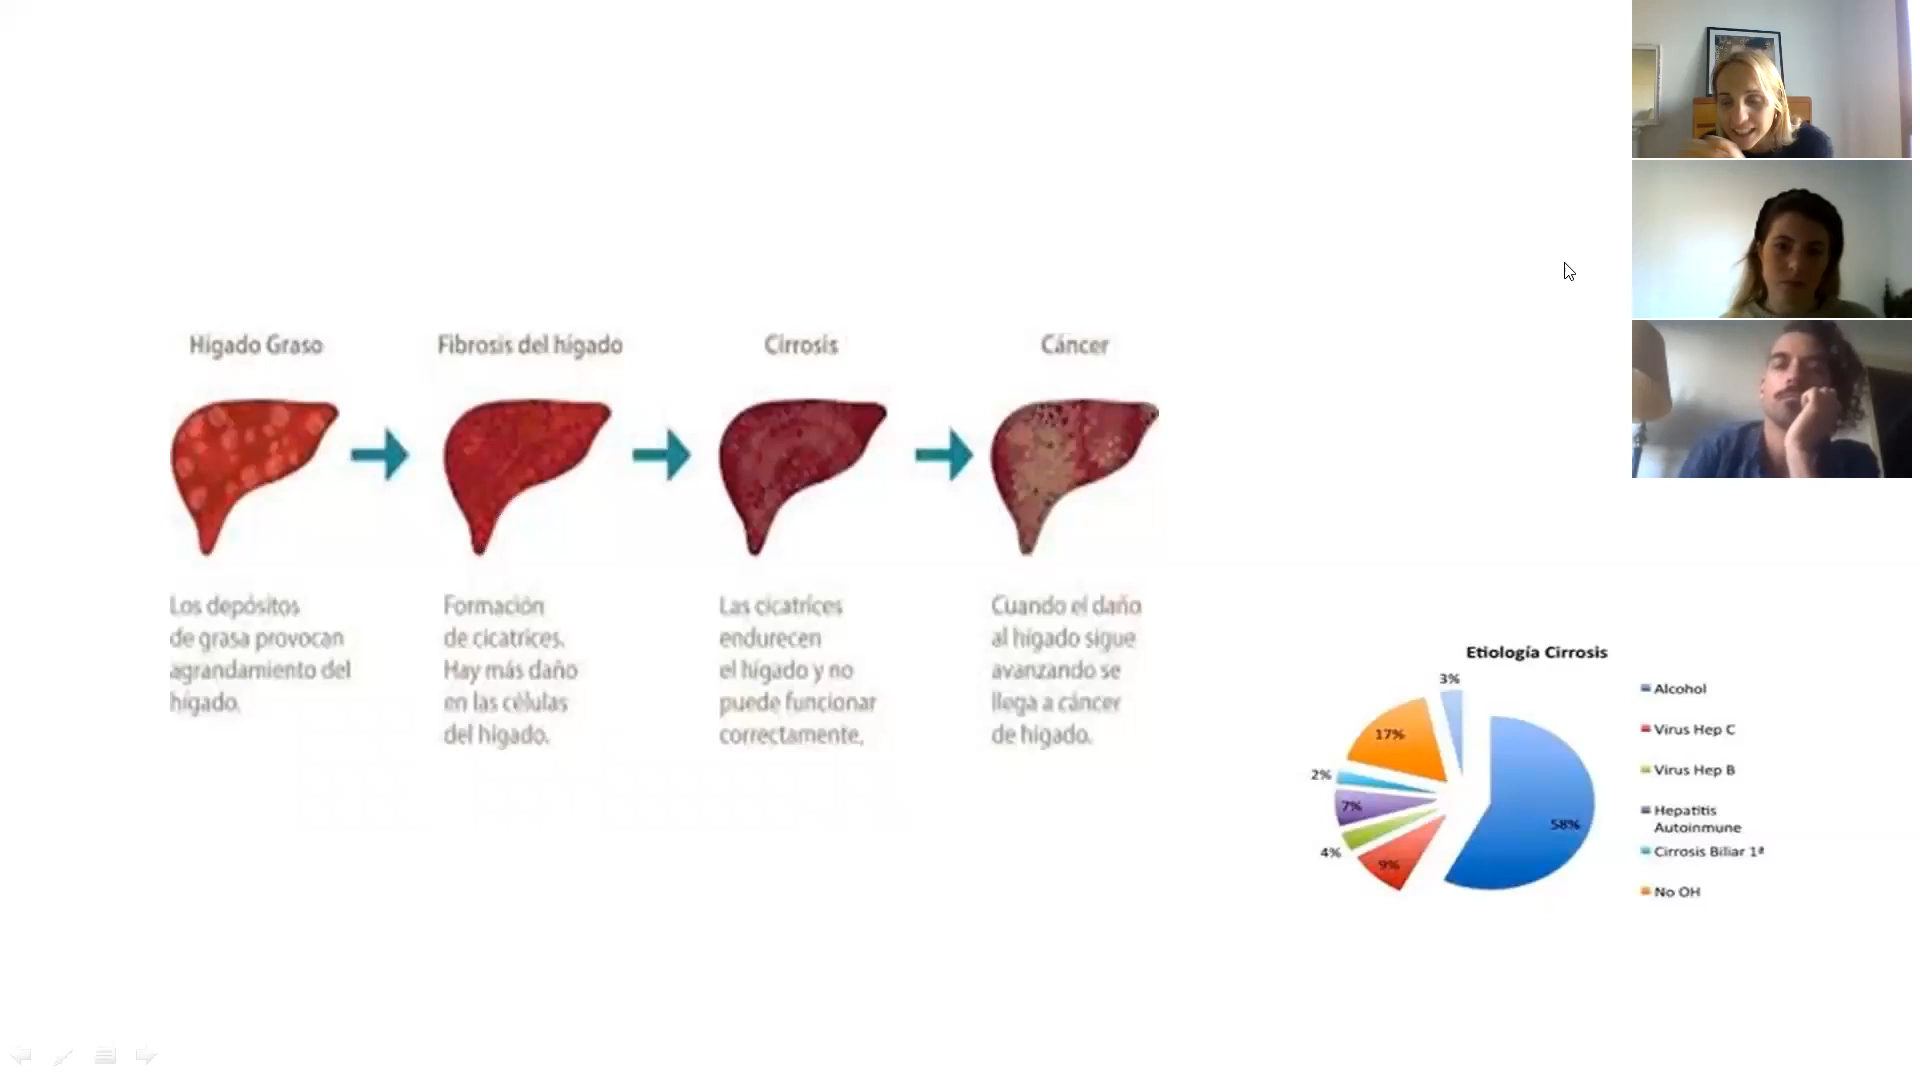 Hígado Graso
Los depósitos
de grasa provocan
agrandamiento del
hígado.
Fibrosis del hígado
Formación
de cicatrices.
Hay más daño
en las células
del hígado.
Cirrosis
Las cicatrices
endurecen
el hígado y no
puede funcionar
correctamente.
Cáncer
Cuando el daño
al hígado sigue
avanzando se
llega a cáncer
de hígado.
Etiología Cirrosis
3%
17%
2%
7%
4%
9%
58%
Alcohol
Virus Hep C
Virus Hep B
Hepatitis
Autoinmune
Cirrosis Biliar 1ª
No OH